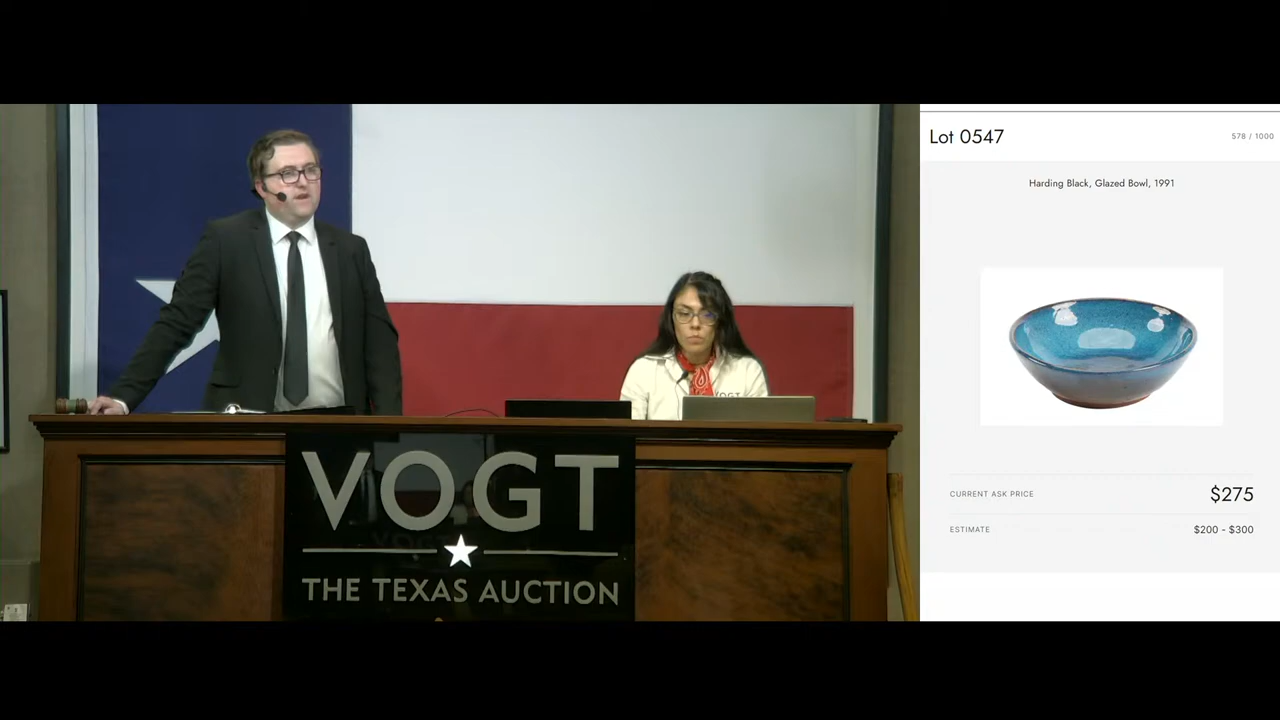 Lot 0547
578 / 1000
Harding Black, Glazed Bowl, 1991
CURRENT ASK PRICE
$275
ESTIMATE
$200 - $300
VOGT
VOGT
THE TEXAS AUCTION